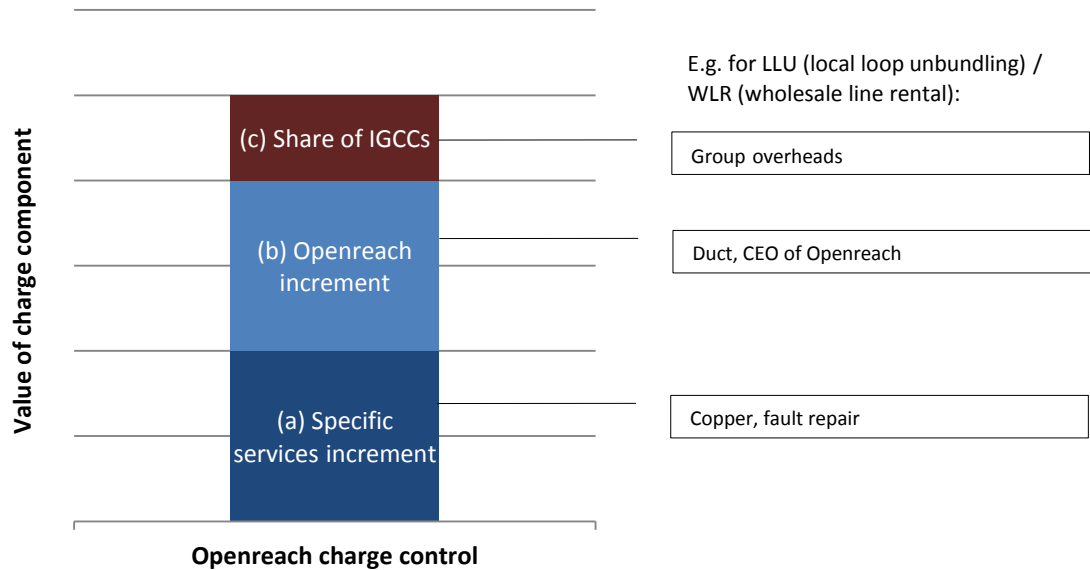 E.g. for LLU (local loop unbundling) /
WLR (wholesale line rental):
Value of charge component
(c) Share of IGCCs
Group overheads
(b) Openreach
increment
Duct, CEO of Openreach
(a) Specific
services increment
Copper, fault repair
Openreach charge control